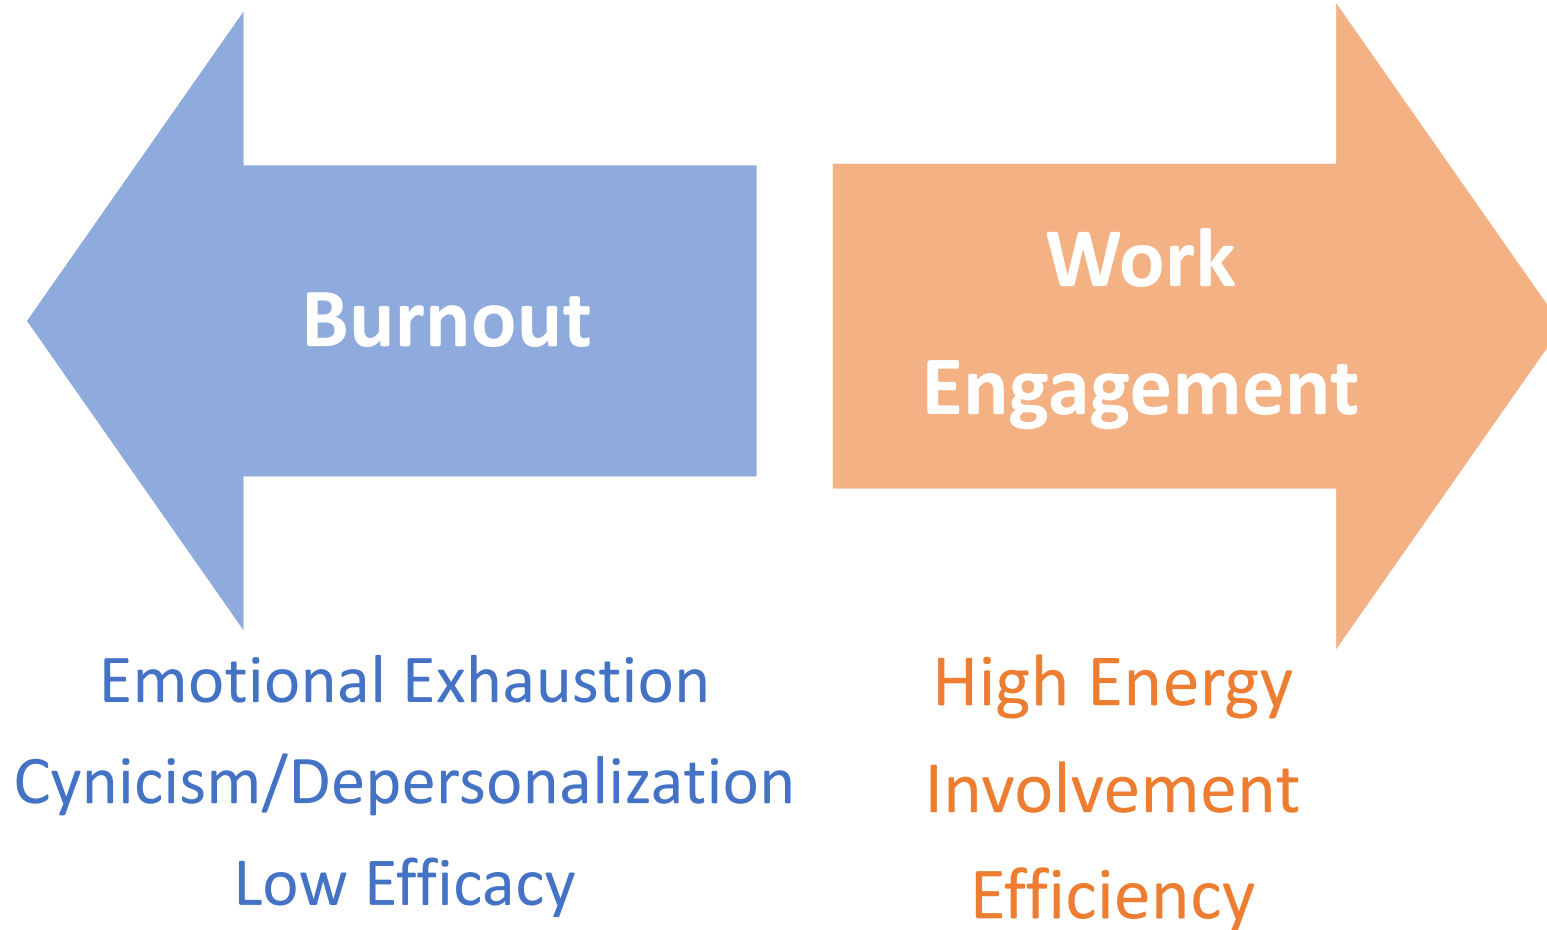 Burnout
Work
Engagement
Emotional Exhaustion
Cynicism/Depersonalization
Low Efficacy
High Energy
Involvement
Efficiency